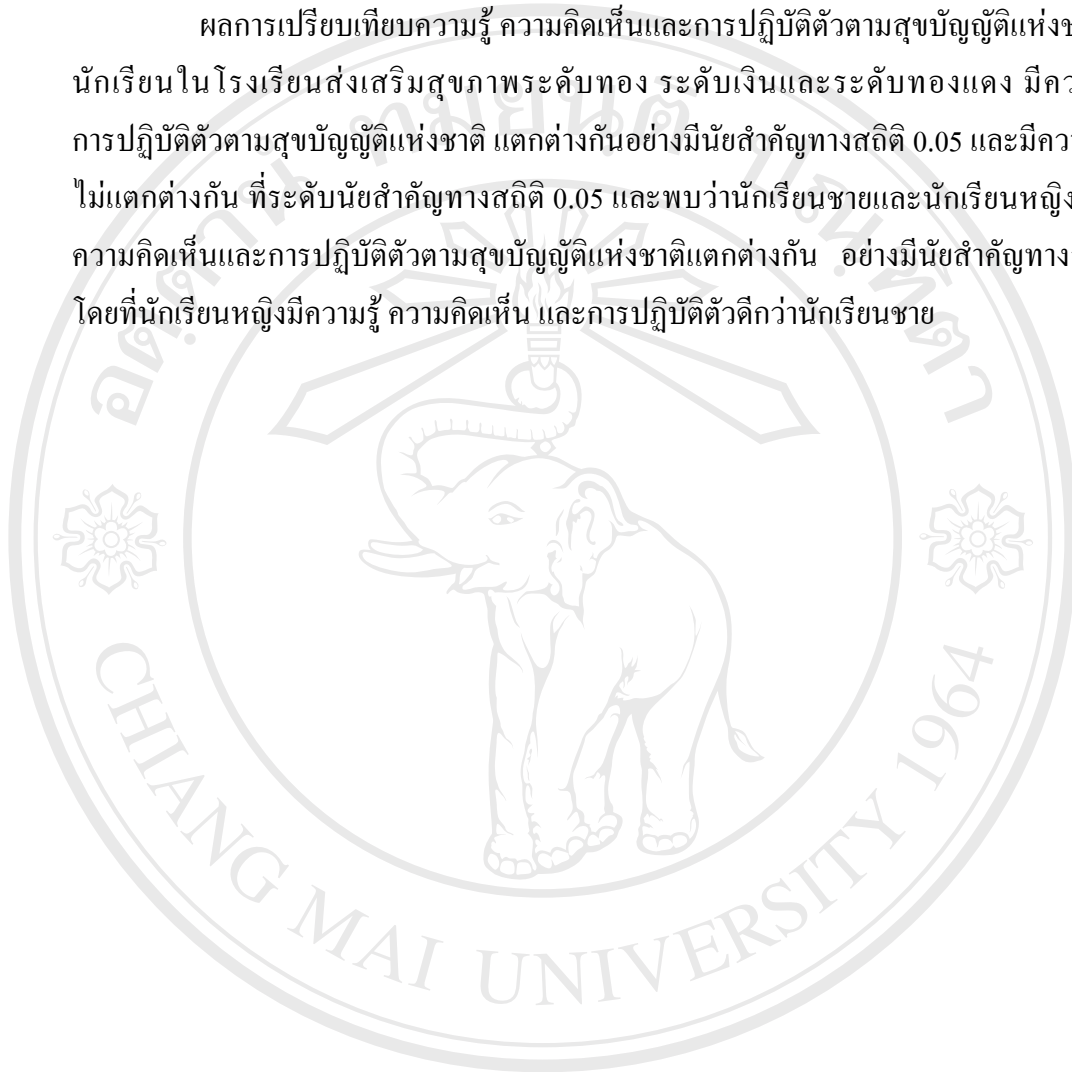 ผลการเปรียบเทียบความรู้ ความคิดเห็นและการปฏิบัติตัวตามสุขบัญญัติแห่งช
นักเรียนในโรงเรียนส่งเสริมสุขภาพระดับทอง ระดับเงินและระดับทองแดง มีคว
การปฏิบัติตัวตามสุขบัญญัติแห่งชาติ แตกต่างกันอย่างมีนัยสำคัญทางสถิติ 0.05 และมีควา
ไม่แตกต่างกัน ที่ระดับนัยสำคัญทางสถิติ 0.05 และพบว่านักเรียนชายและนักเรียนหญิง
ความคิดเห็นและการปฏิบัติตัวตามสุขบัญญัติแห่งชาติแตกต่างกัน อย่างมีนัยสำคัญทาง
โดยที่นักเรียนหญิงมีความรู้ ความคิดเห็น และการปฏิบัติตัวดีกว่านักเรียนชาย
อตฺตานํ ทมยนฺติ ปณฺฑิตา
CHIANG MAI UNIVERSITY 1964